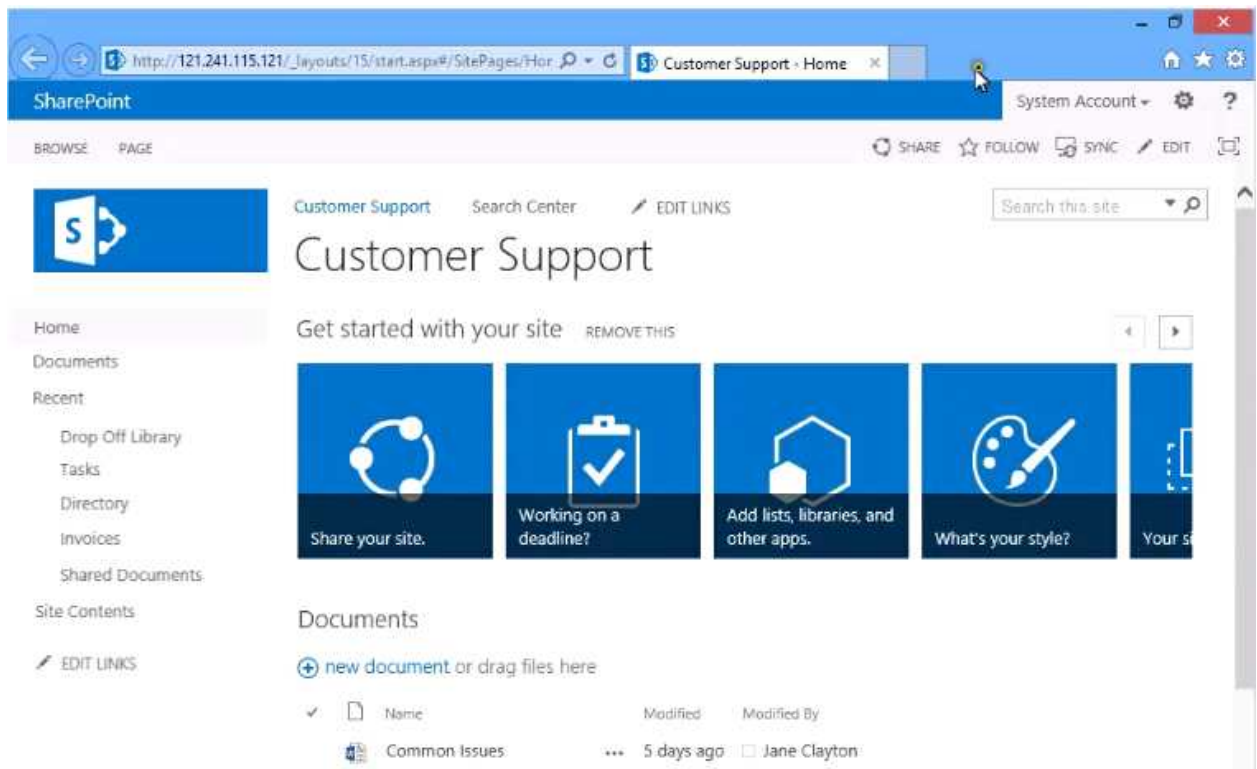 http://121.241.115.121/_layouts/15/start.aspx#/SitePages/Hor
Customer Support - Home
SharePoint
System Account
?
BROWSE PAGE
SHARE FOLLOW SYNC EDIT
S
Customer Support Search Center EDIT LINKS
Search this site
Customer Support
Home
Documents
Recent
Drop Off Library
Tasks
Directory
Invoices
Shared Documents
Site Contents
EDIT LINKS
Get started with your site REMOVE THIS
Share your site.
Working on a
deadline?
Add lists, libraries, and
other apps.
What's your style?
Your si
Documents
new document or drag files here
Name Modified Modified By
Common Issues ... 5 days ago Jane Clayton